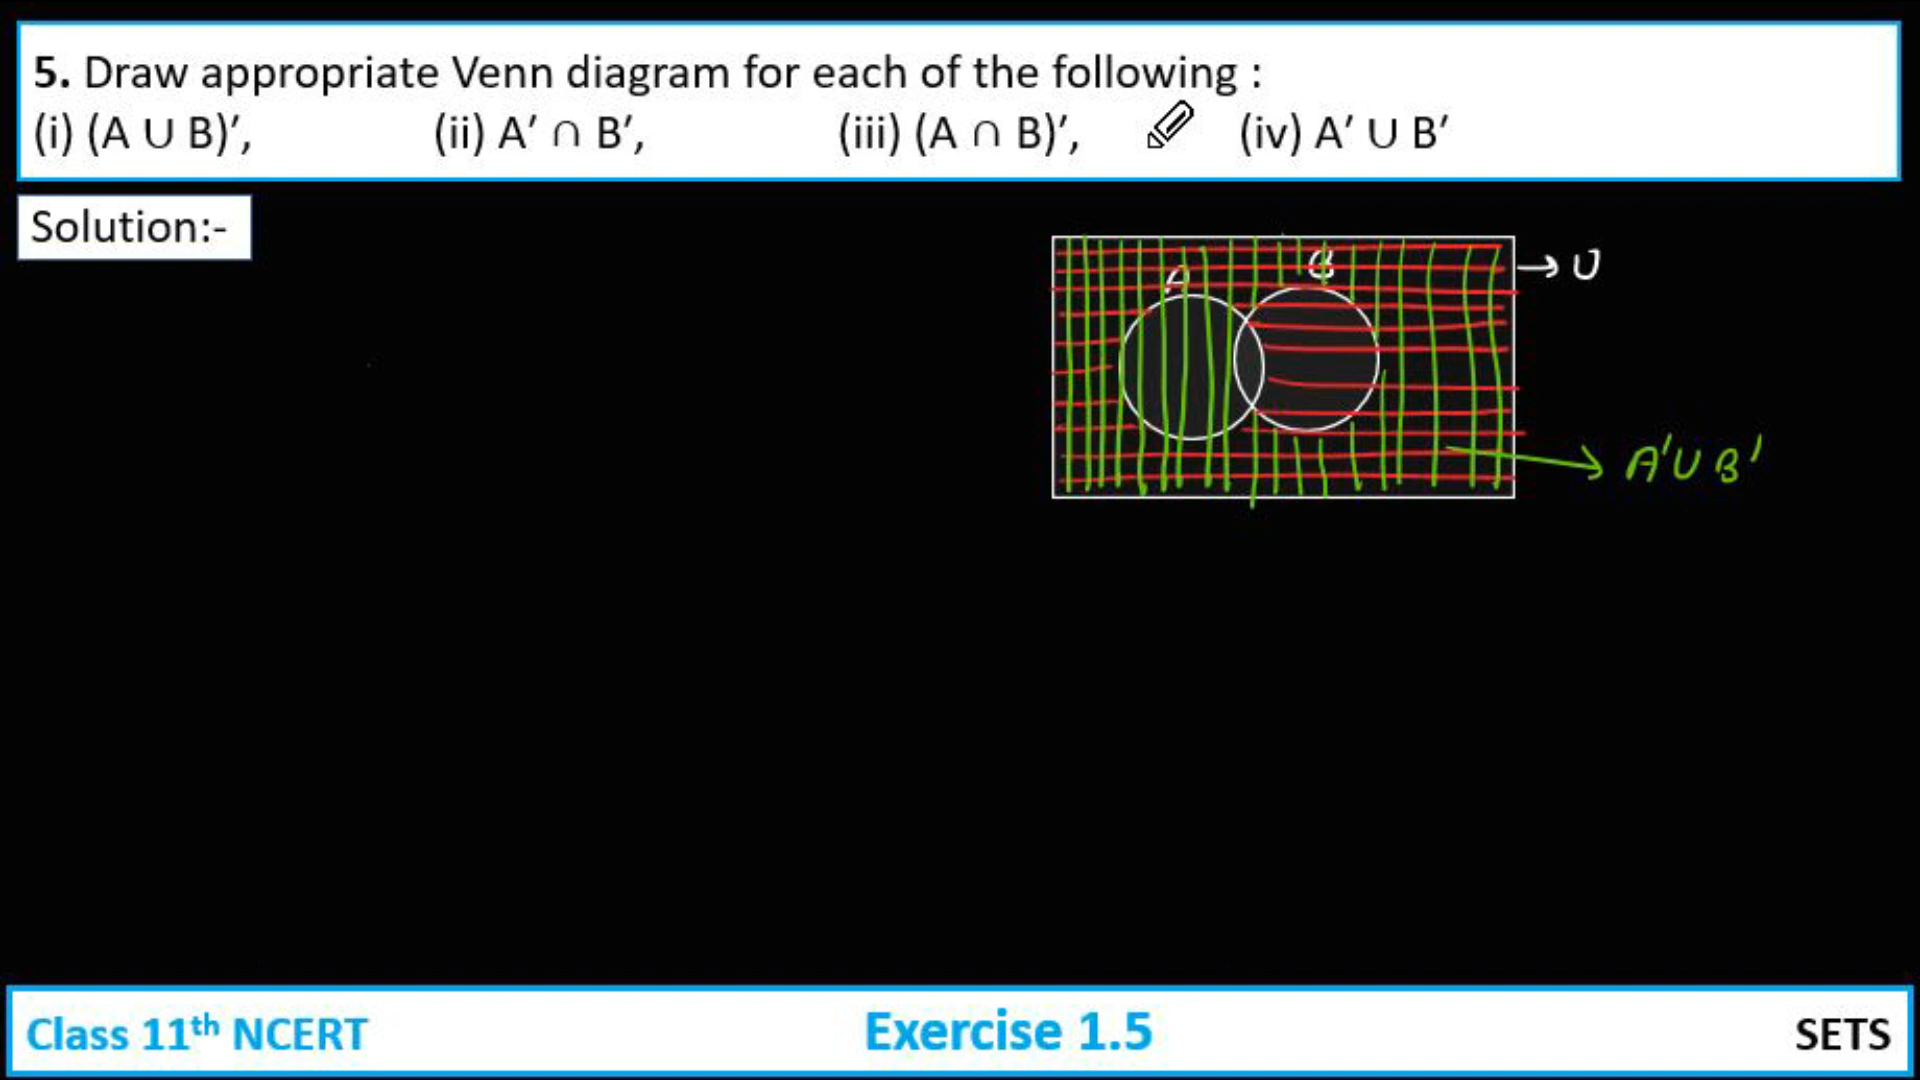 5. Draw appropriate Venn diagram for each of the following :
(i) (A ∪ B)′, (ii) A′ ∩ B′, (iii) (A ∩ B)′, (iv) A′ ∪ B′
Solution:-
A B → U
A′∪ B′
Class 11th NCERT Exercise 1.5 SETS